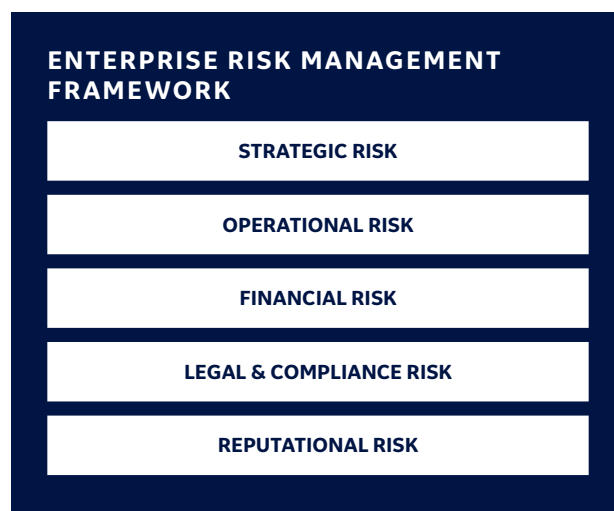 ENTERPRISE RISK MANAGEMENT
FRAMEWORK
STRATEGIC RISK
OPERATIONAL RISK
FINANCIAL RISK
LEGAL & COMPLIANCE RISK
REPUTATIONAL RISK